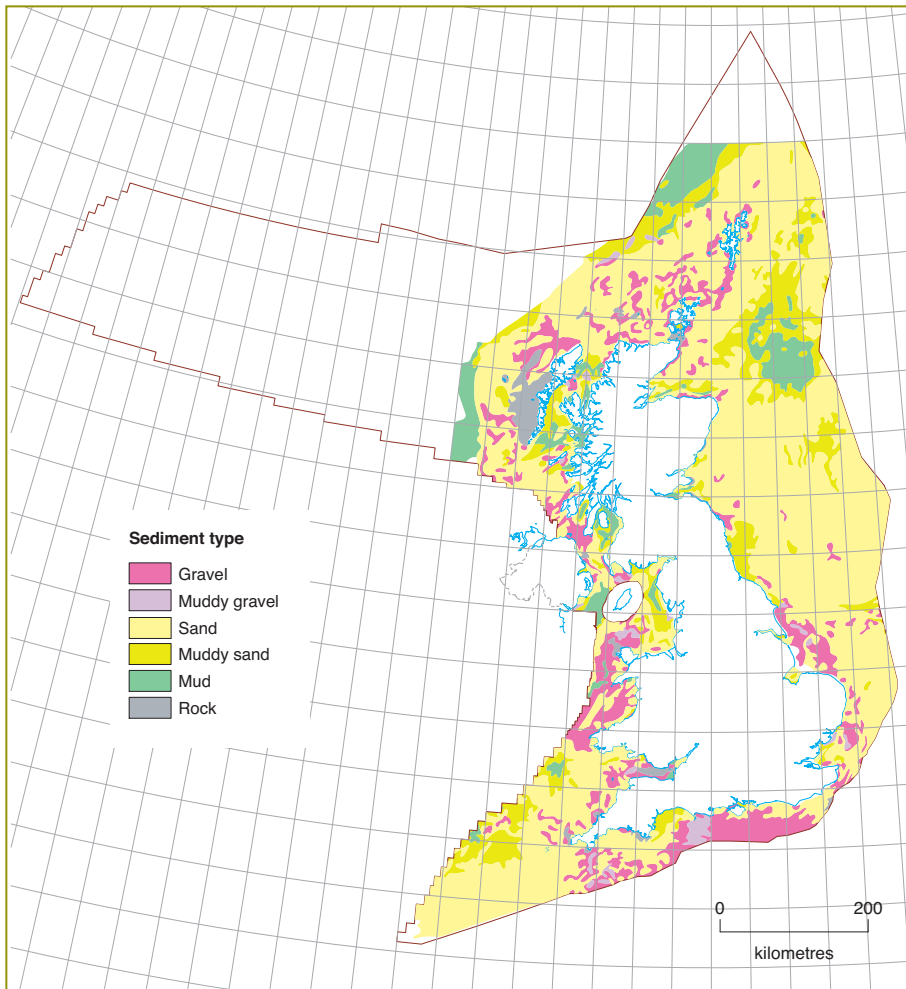 Sediment type
Gravel
Muddy gravel
Sand
Muddy sand
Mud
Rock
0 200
kilometres